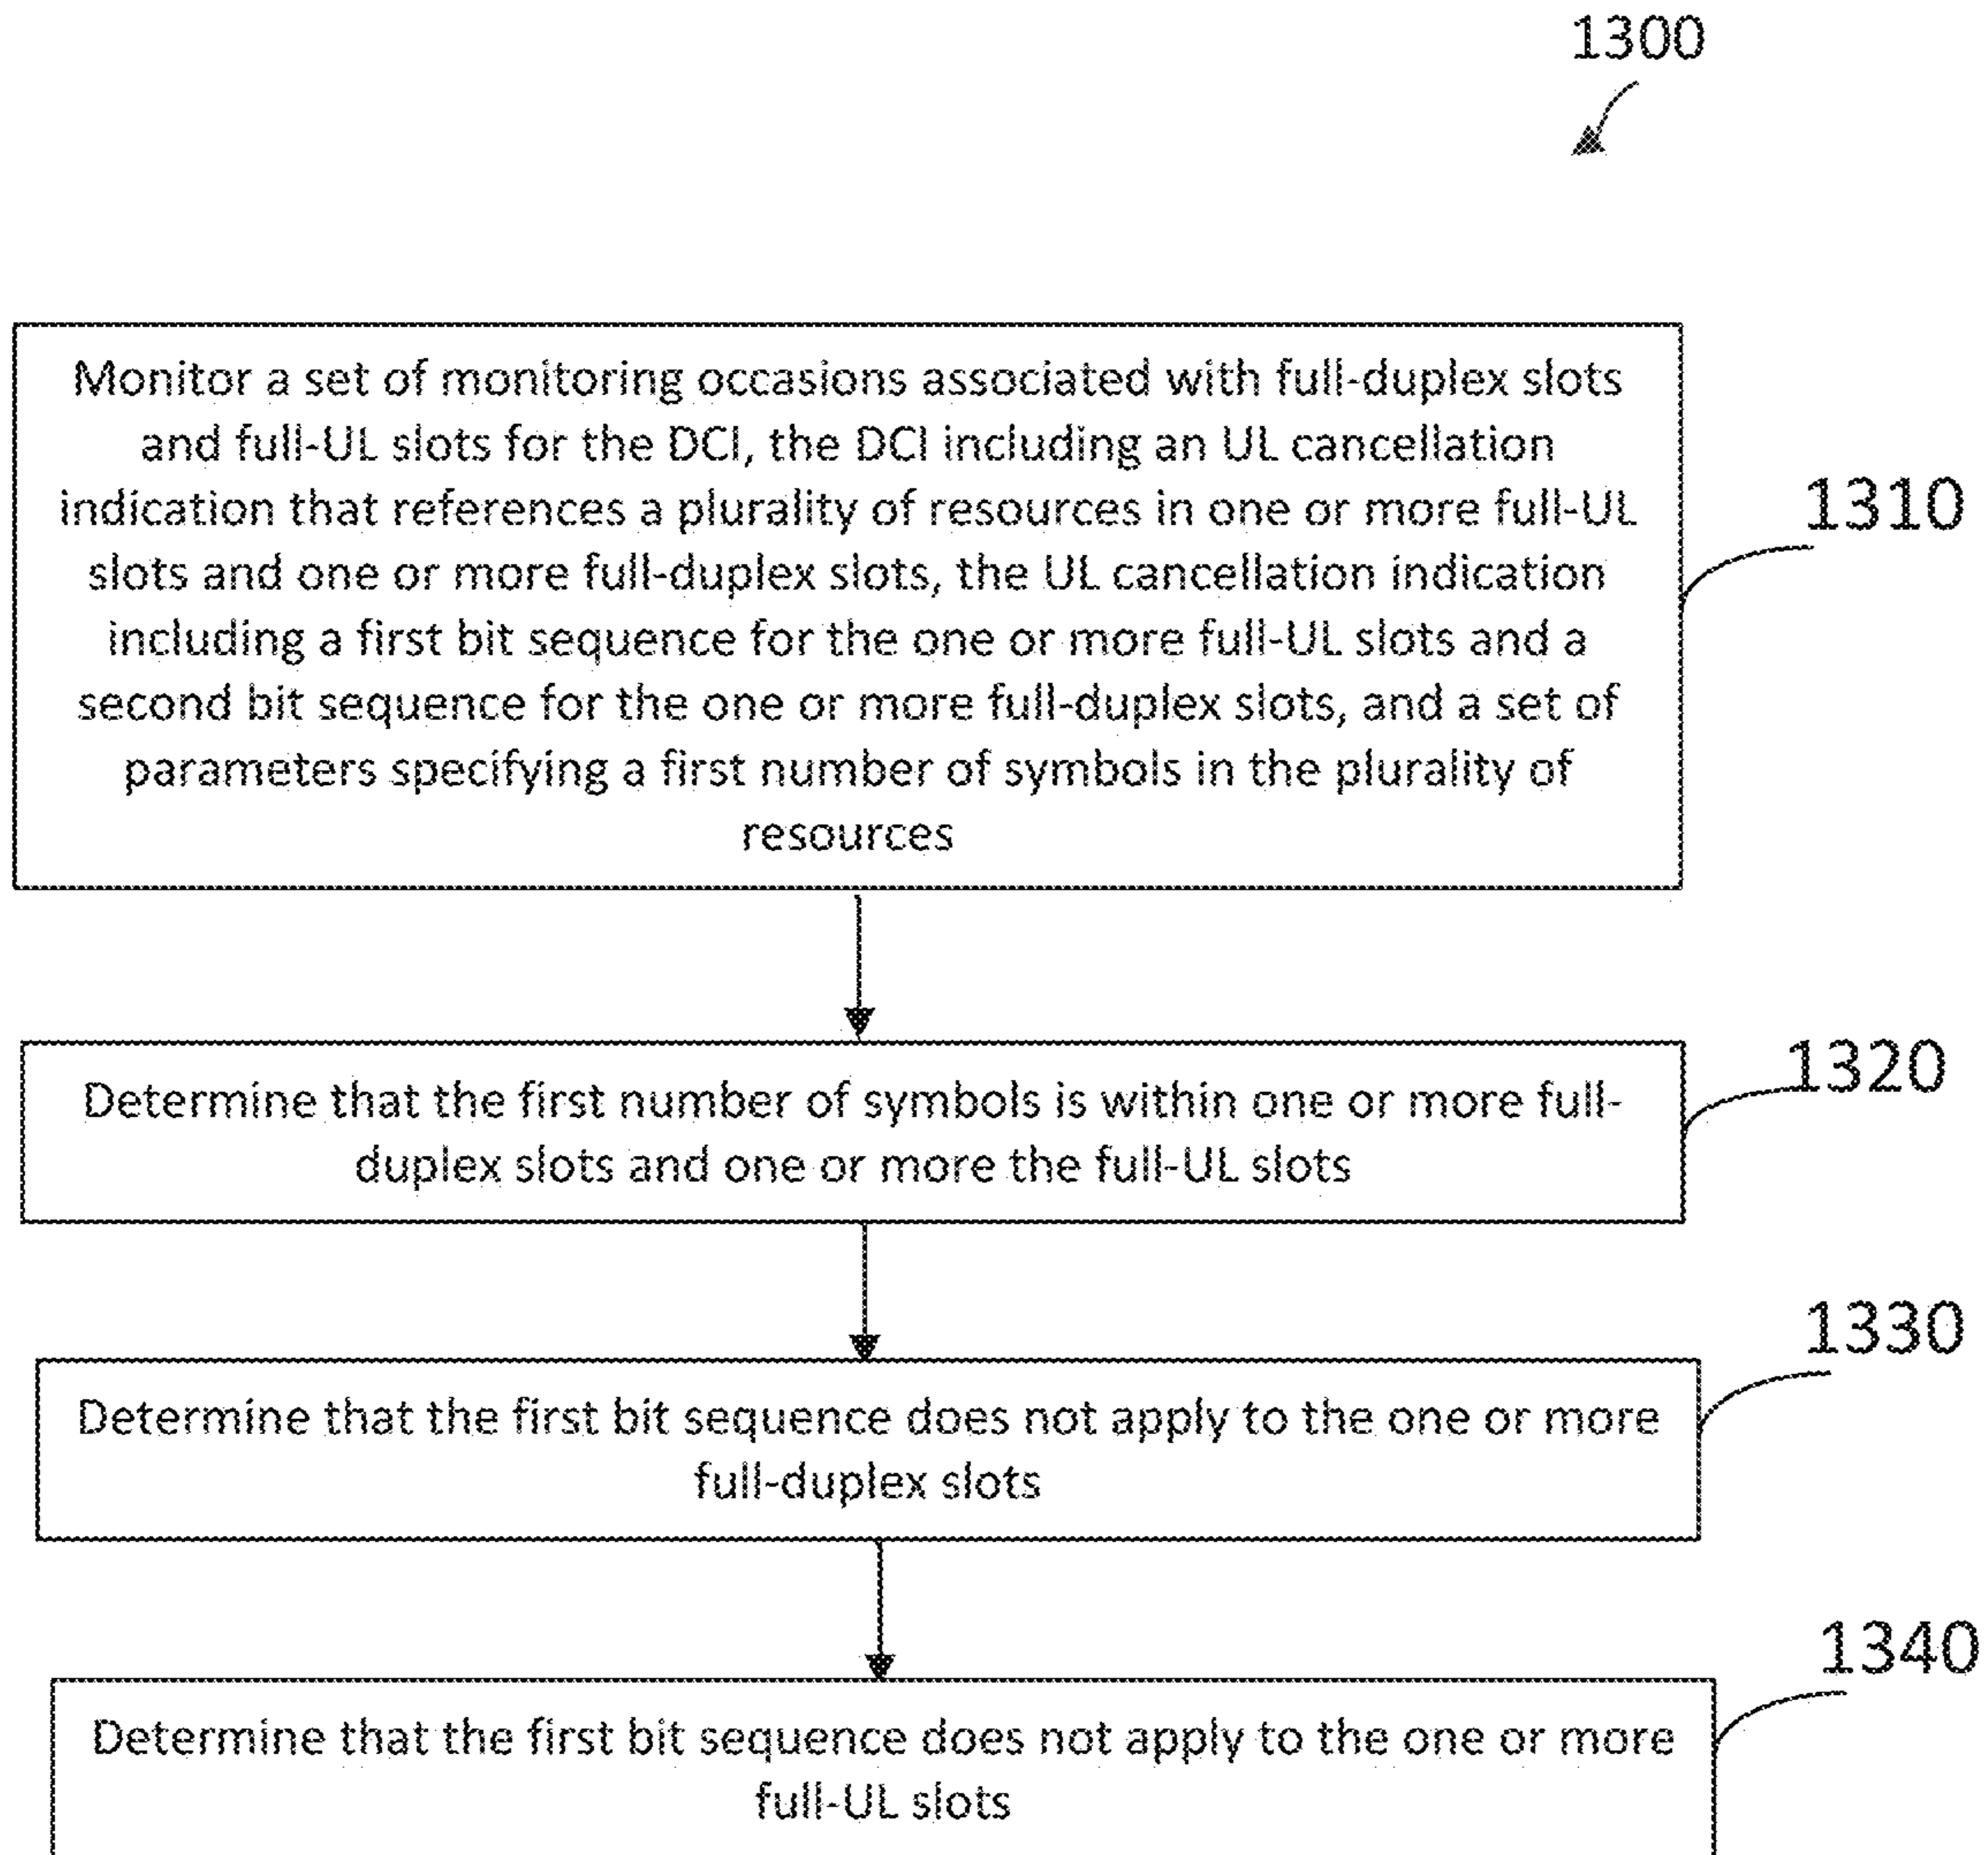 1300
Monitor a set of monitoring occasions associated with full-duplex slots
and full-UL slots for the DCI, the DCI including an UL cancellation
indication that references a plurality of resources in one or more full-UL
slots and one or more full-duplex slots, the UL cancellation indication
including a first bit sequence for the one or more full-UL slots and a
second bit sequence for the one or more full-duplex slots, and a set of
parameters specifying a first number of symbols in the plurality of
resources
1310
Determine that the first number of symbols is within one or more full-
duplex slots and one or more the full-UL slots
1320
Determine that the first bit sequence does not apply to the one or more
full-duplex slots
1330
Determine that the first bit sequence does not apply to the one or more
full-UL slots
1340